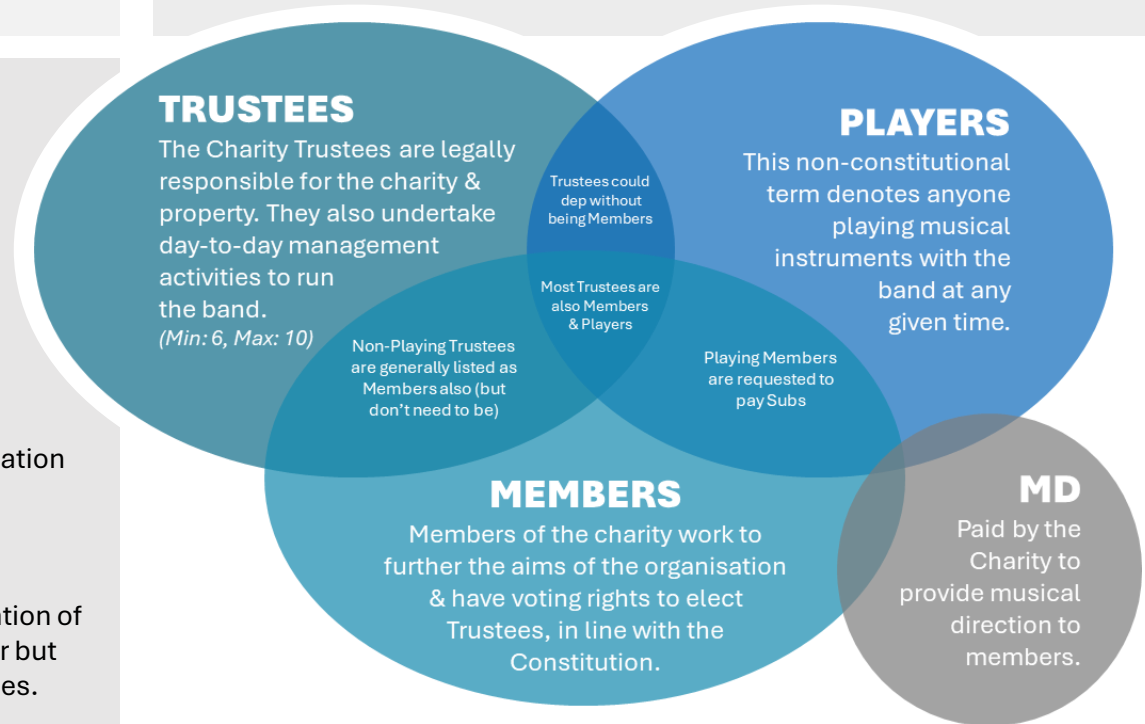 TRUSTEES
The Charity Trustees are legally
responsible for the charity &
property. They also undertake
day-to-day management
activities to run
the band.
(Min: 6, Max: 10)
Trustees could
dep without
being Members
PLAYERS
This non-constitutional
term denotes anyone
playing musical
instruments with the
band at any
given time.
Most Trustees are
also Members
& Players
Non-Playing Trustees
are generally listed as
Members also (but
don't need to be)
Playing Members
are requested to
pay Subs
MEMBERS
Members of the charity work to
further the aims of the organisation
& have voting rights to elect
Trustees, in line with the
Constitution.
MD
Paid by the
Charity to
provide musical
direction to
members.
ation
ation of
r but
es.